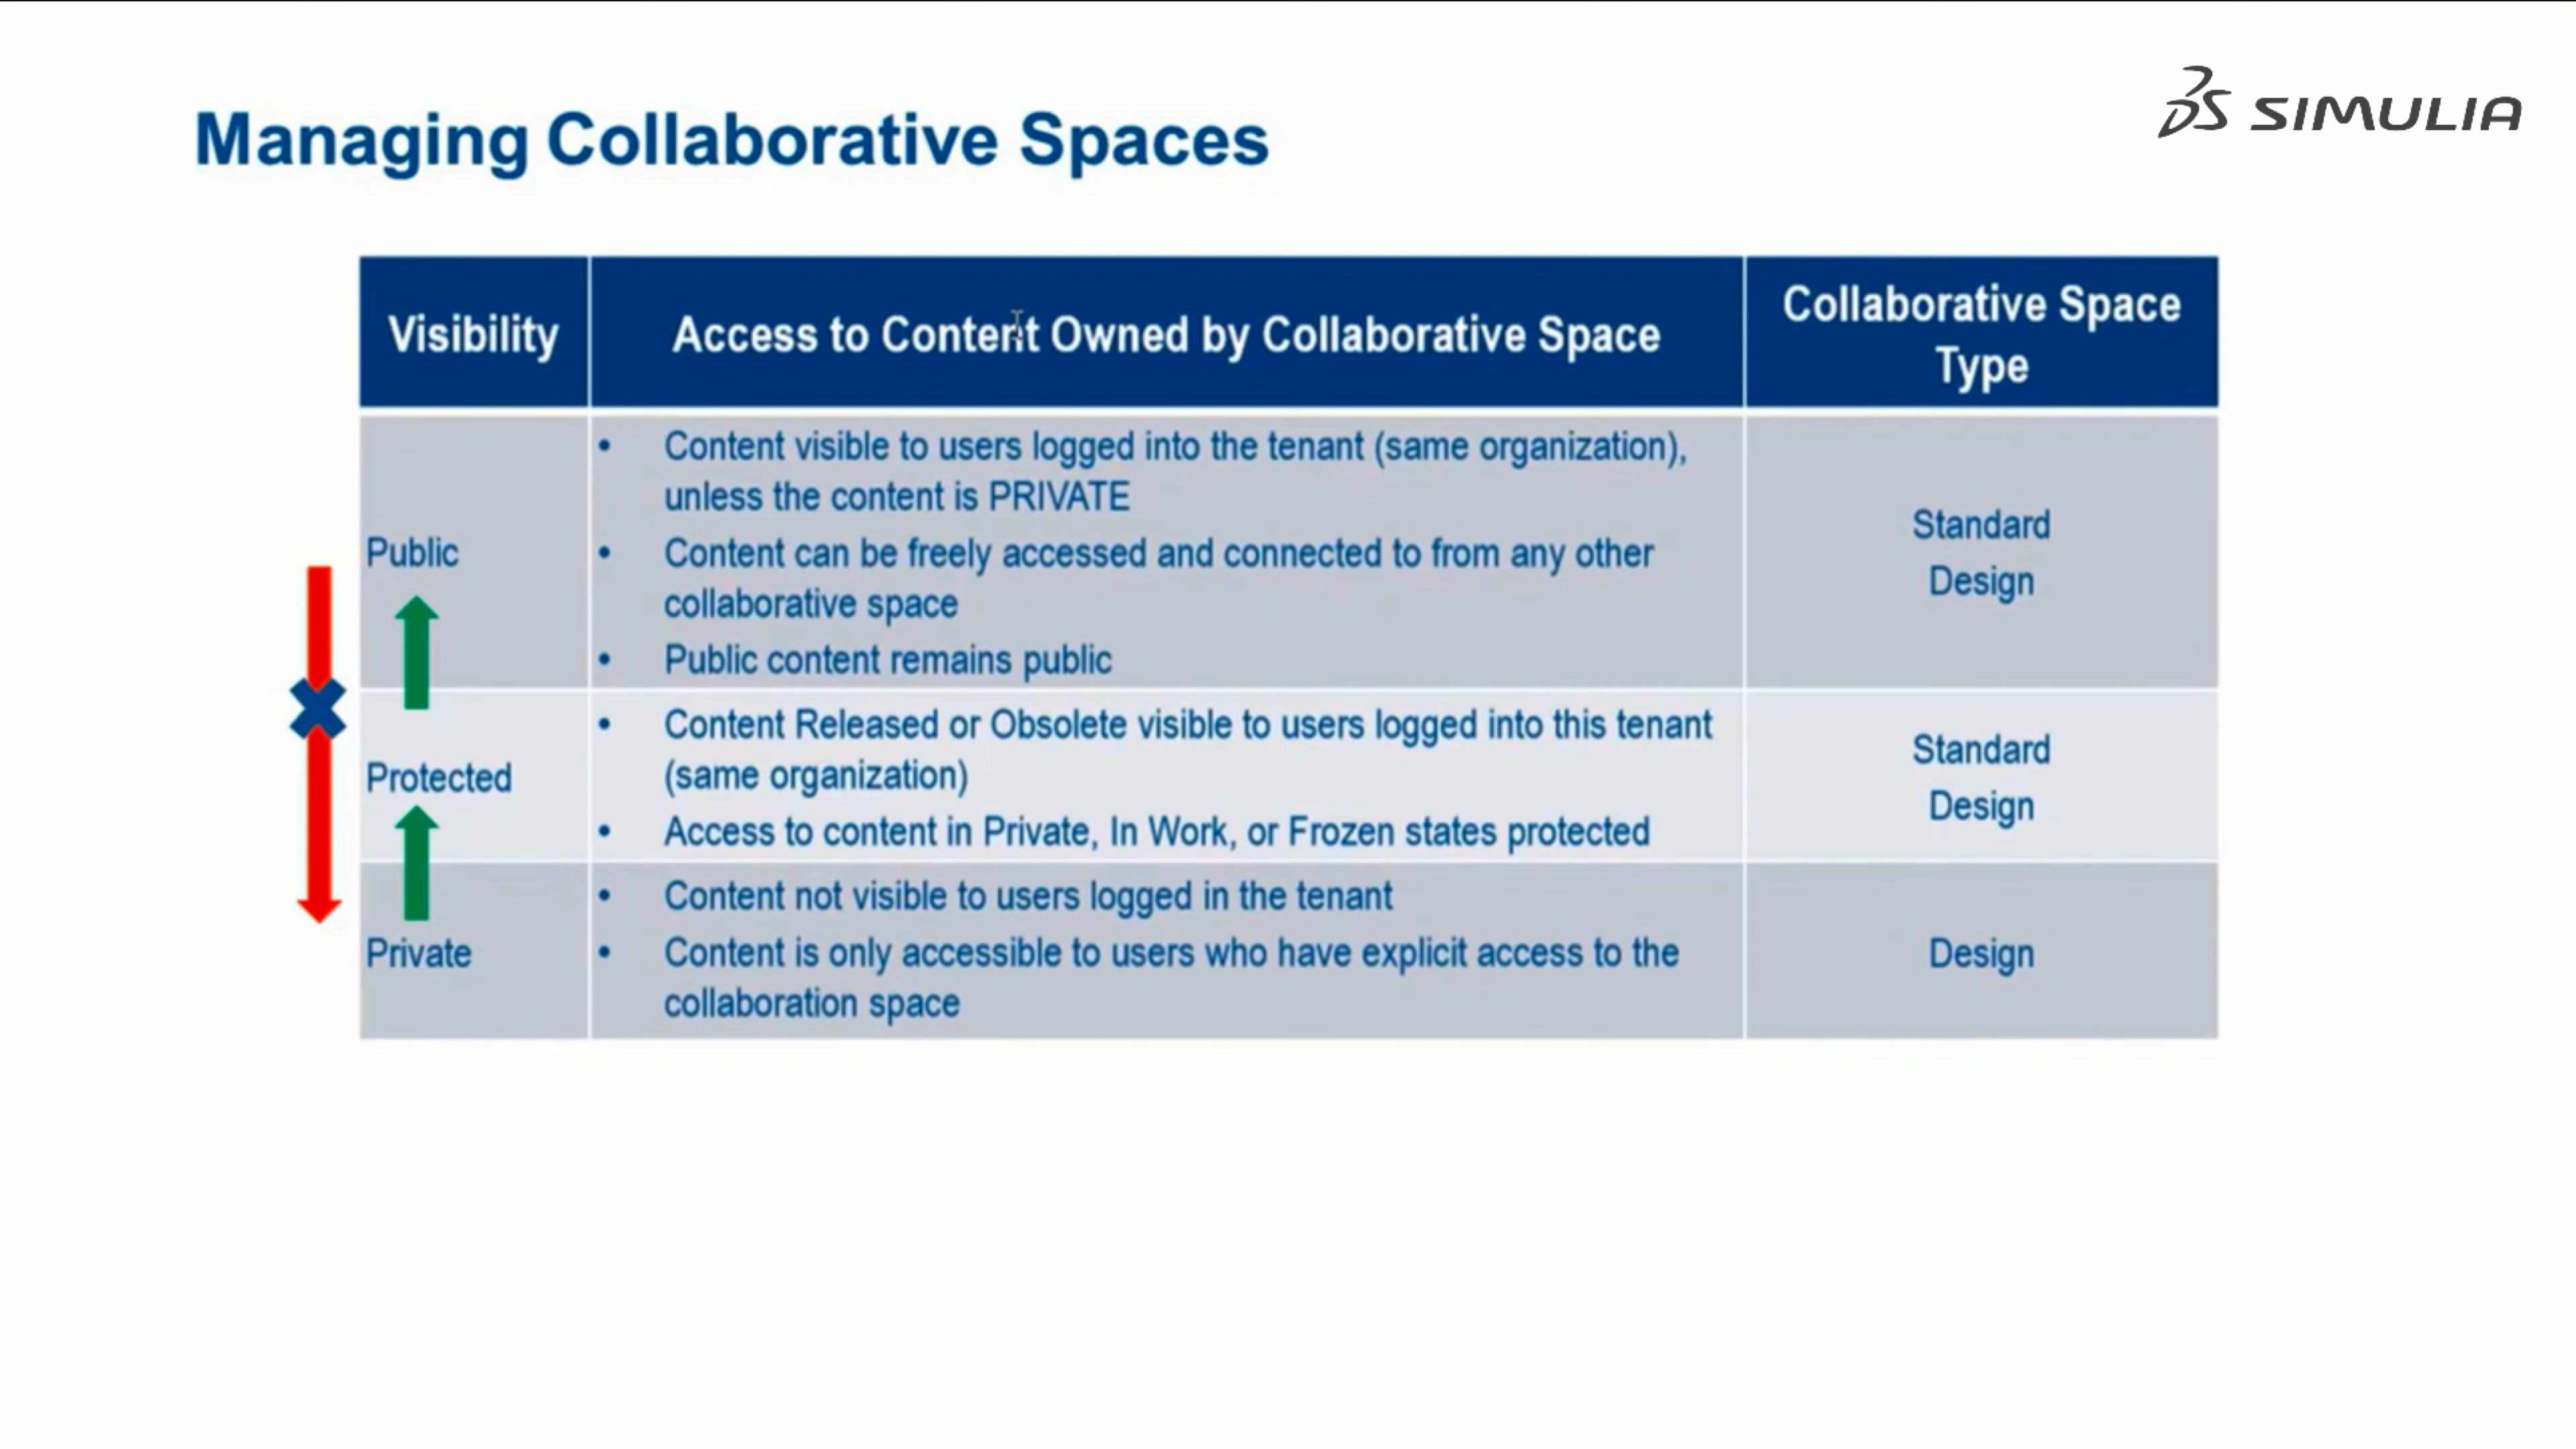 SIMULIA
Managing Collaborative Spaces
Visibility
Access to Content Owned by Collaborative Space
Collaborative Space
Type
Public
• Content visible to users logged into the tenant (same organization),
unless the content is PRIVATE
• Content can be freely accessed and connected to from any other
collaborative space
• Public content remains public
Standard
Design
Protected
• Content Released or Obsolete visible to users logged into this tenant
(same organization)
• Access to content in Private, In Work, or Frozen states protected
Standard
Design
Private
• Content not visible to users logged in the tenant
• Content is only accessible to users who have explicit access to the
collaboration space
Design